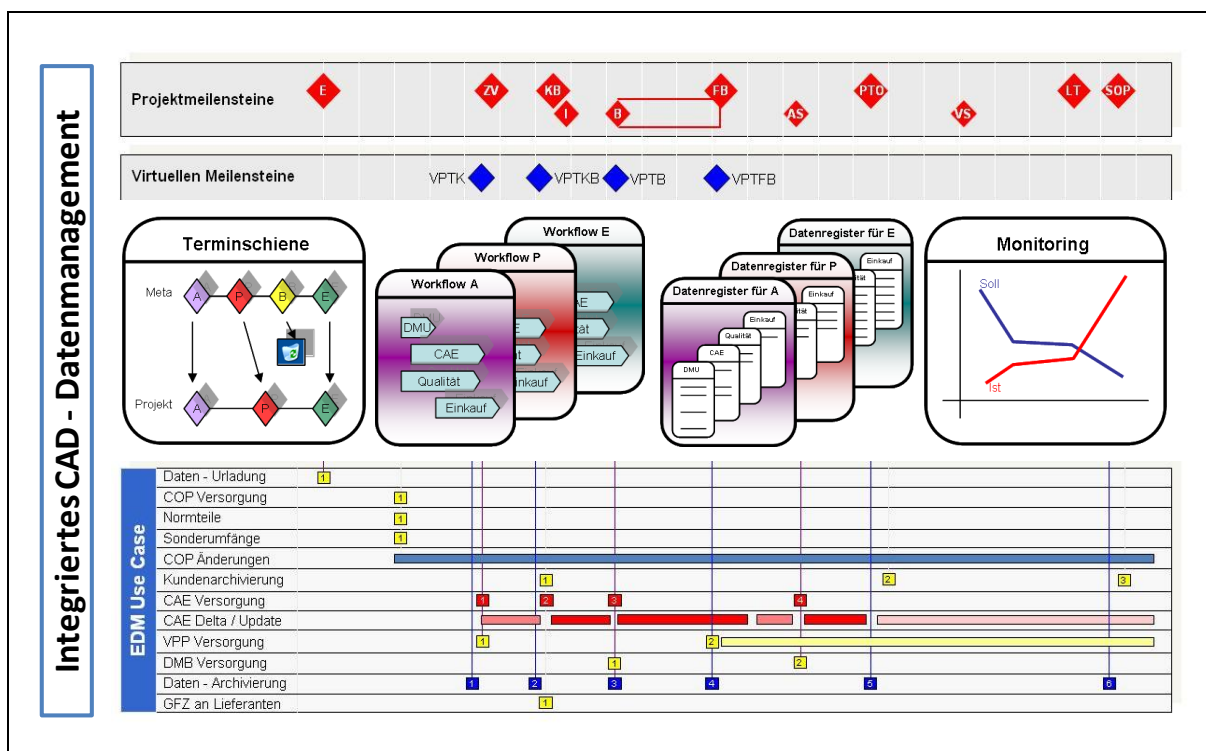 Integriertes CAD - Datenmanagement
Projektmeilensteine
E
ZV
KB
I
B
FB
AS
PTO
VS
LT
SOP
Virtuellen Meilensteine
VPTK
VPTKB
VPTB
VPTFB
Terminschiene
Meta
A
P
B
E
Projekt
A
P
E
Workflow E
Workflow P
Workflow A
DMU
CAE
Qualität
Einkauf
Einkauf
Einkauf
Datenregister für E
Datenregister für P
Datenregister für A
Einkauf
Einkauf
Einkauf
Qualität
CAE
DMU
Monitoring
Soll
Ist
EDM Use Case
Daten - Urladung
1
COP Versorgung
1
Normteile
1
Sonderumfänge
1
COP Änderungen
Kundenarchivierung
1 2 3
CAE Versorgung
1 2 3 4
CAE Delta / Update
VPP Versorgung
1 2
DMB Versorgung
1 2
Daten - Archivierung
1 2 3 4 5 6
GFZ an Lieferanten
1